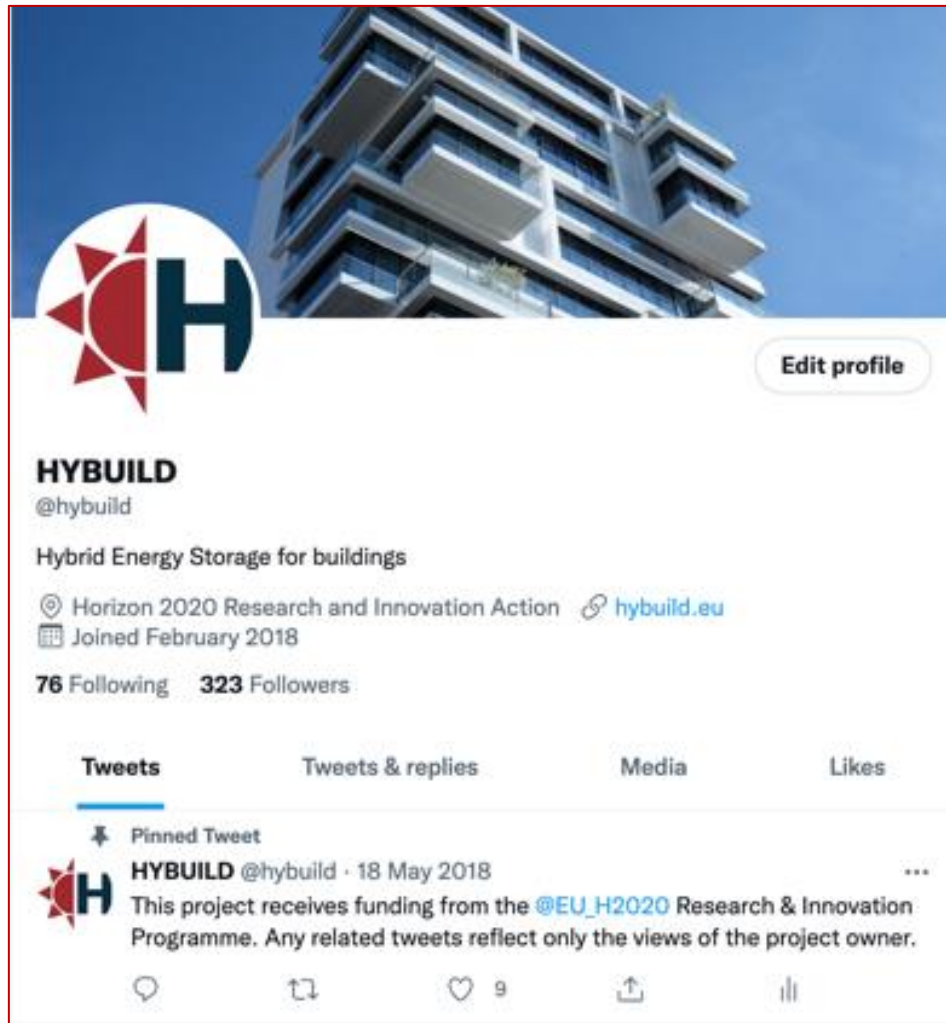 H
Edit profile
HYBUILD
@hybuild
Hybrid Energy Storage for buildings
Horizon 2020 Research and Innovation Action hybuild.eu
Joined February 2018
76 Following 323 Followers
Tweets Tweets & replies Media Likes
Pinned Tweet
HYBUILD @hybuild · 18 May 2018 ...
H
This project receives funding from the @EU_H2020 Research & Innovation
Programme. Any related tweets reflect only the views of the project owner.
9